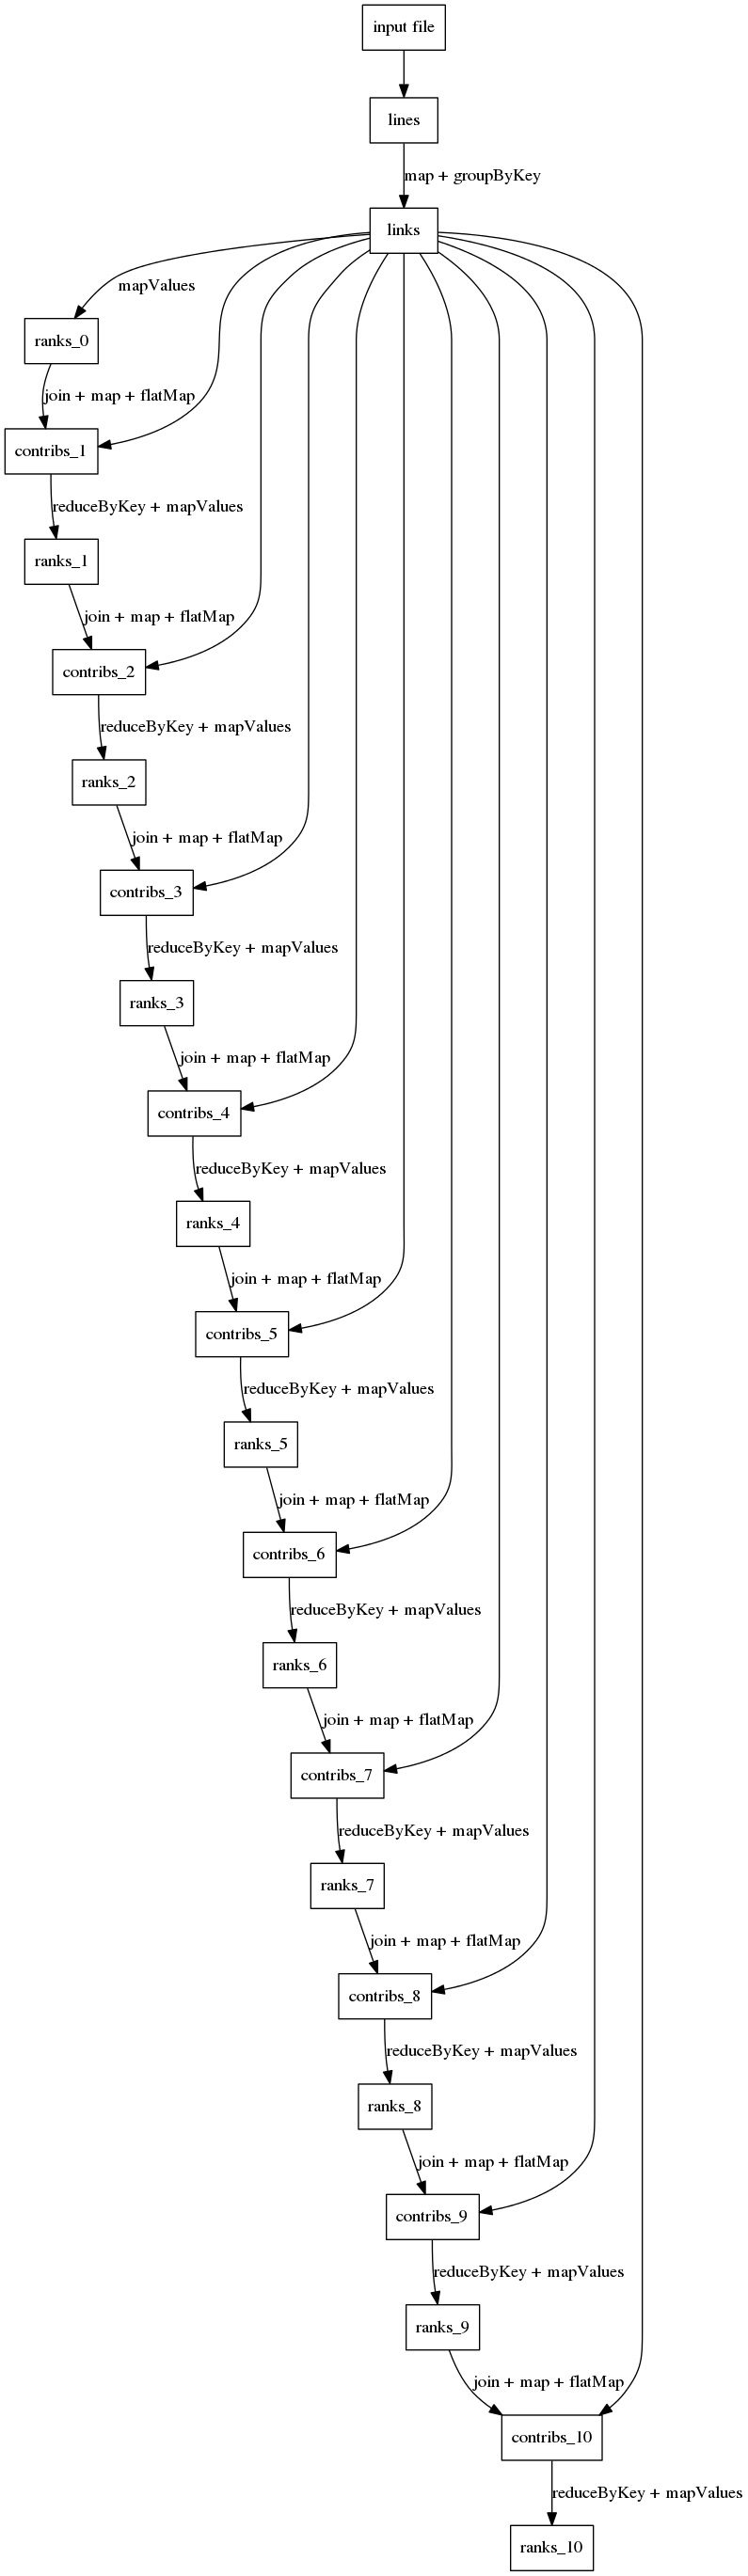 input file
lines
map + groupByKey
links
mapValues
ranks_0
join + map + flatMap
contribs_1
reduceByKey + mapValues
ranks_1
join + map + flatMap
contribs_2
reduceByKey + mapValues
ranks_2
join + map + flatMap
contribs_3
reduceByKey + mapValues
ranks_3
join + map + flatMap
contribs_4
reduceByKey + mapValues
ranks_4
join + map + flatMap
contribs_5
reduceByKey + mapValues
ranks_5
join + map + flatMap
contribs_6
reduceByKey + mapValues
ranks_6
join + map + flatMap
contribs_7
reduceByKey + mapValues
ranks_7
join + map + flatMap
contribs_8
reduceByKey + mapValues
ranks_8
join + map + flatMap
contribs_9
reduceByKey + mapValues
ranks_9
join + map + flatMap
contribs_10
reduceByKey + mapValues
ranks_10